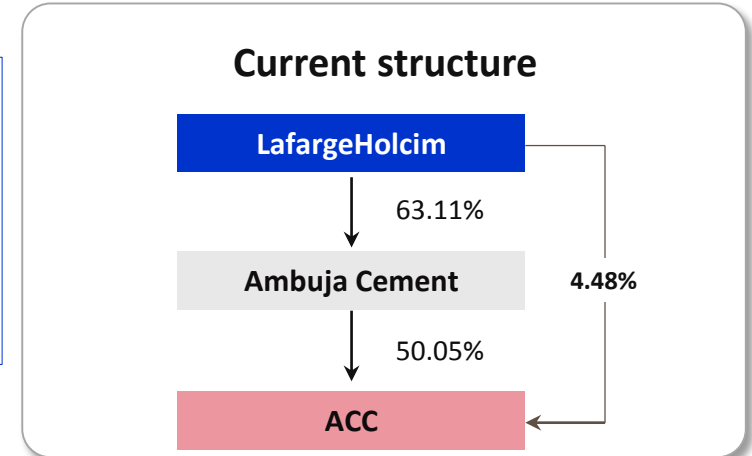 Current structure
LafargeHolcim
63.11%
Ambuja Cement
4.48%
50.05%
ACC